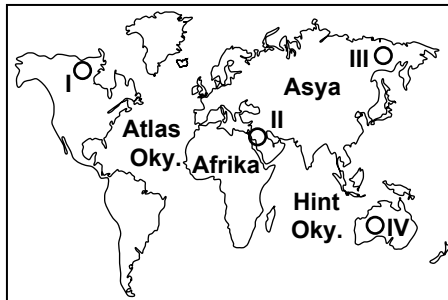 III
I
Asya
II
Atlas
Oky.
Afrika
Hint
Oky.
IV